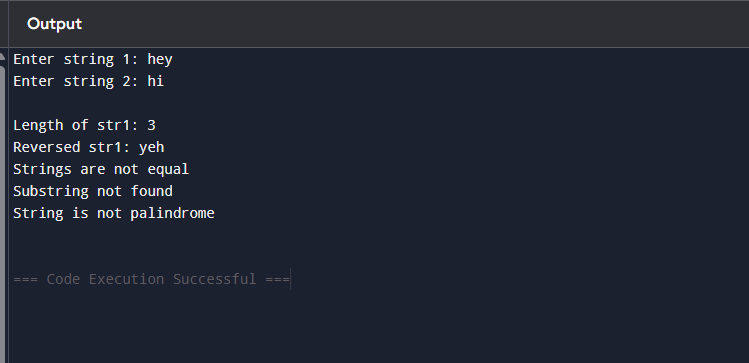 Output
Enter string 1: hey
Enter string 2: hi
Length of str1: 3
Reversed str1: yeh
Strings are not equal
Substring not found
String is not palindrome
=== Code Execution Successful ===